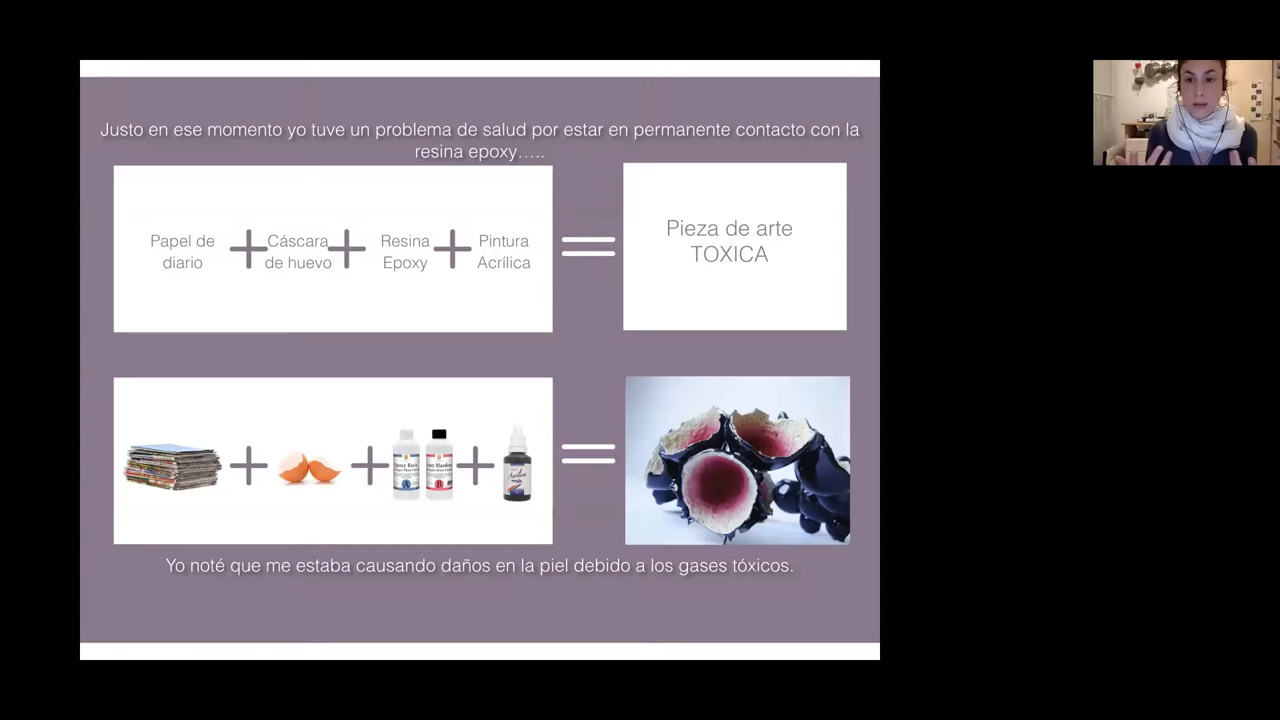 Justo en ese momento yo tuve un problema de salud por estar en permanente contacto con la
resina epoxy…..
Papel de
diario
Cáscara
de huevo
Resina
Epoxy
Pintura
Acrílica
Pieza de arte
TOXICA
Epoxy Resin
A
B
Yo noté que me estaba causando daños en la piel debido a los gases tóxicos.